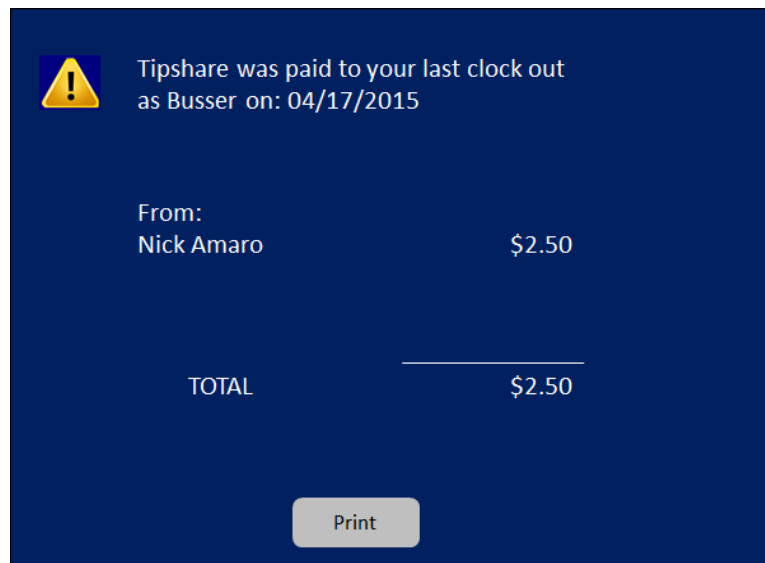 Tipshare was paid to your last clock out
as Busser on: 04/17/2015
From:
Nick Amaro $2.50
TOTAL $2.50
Print